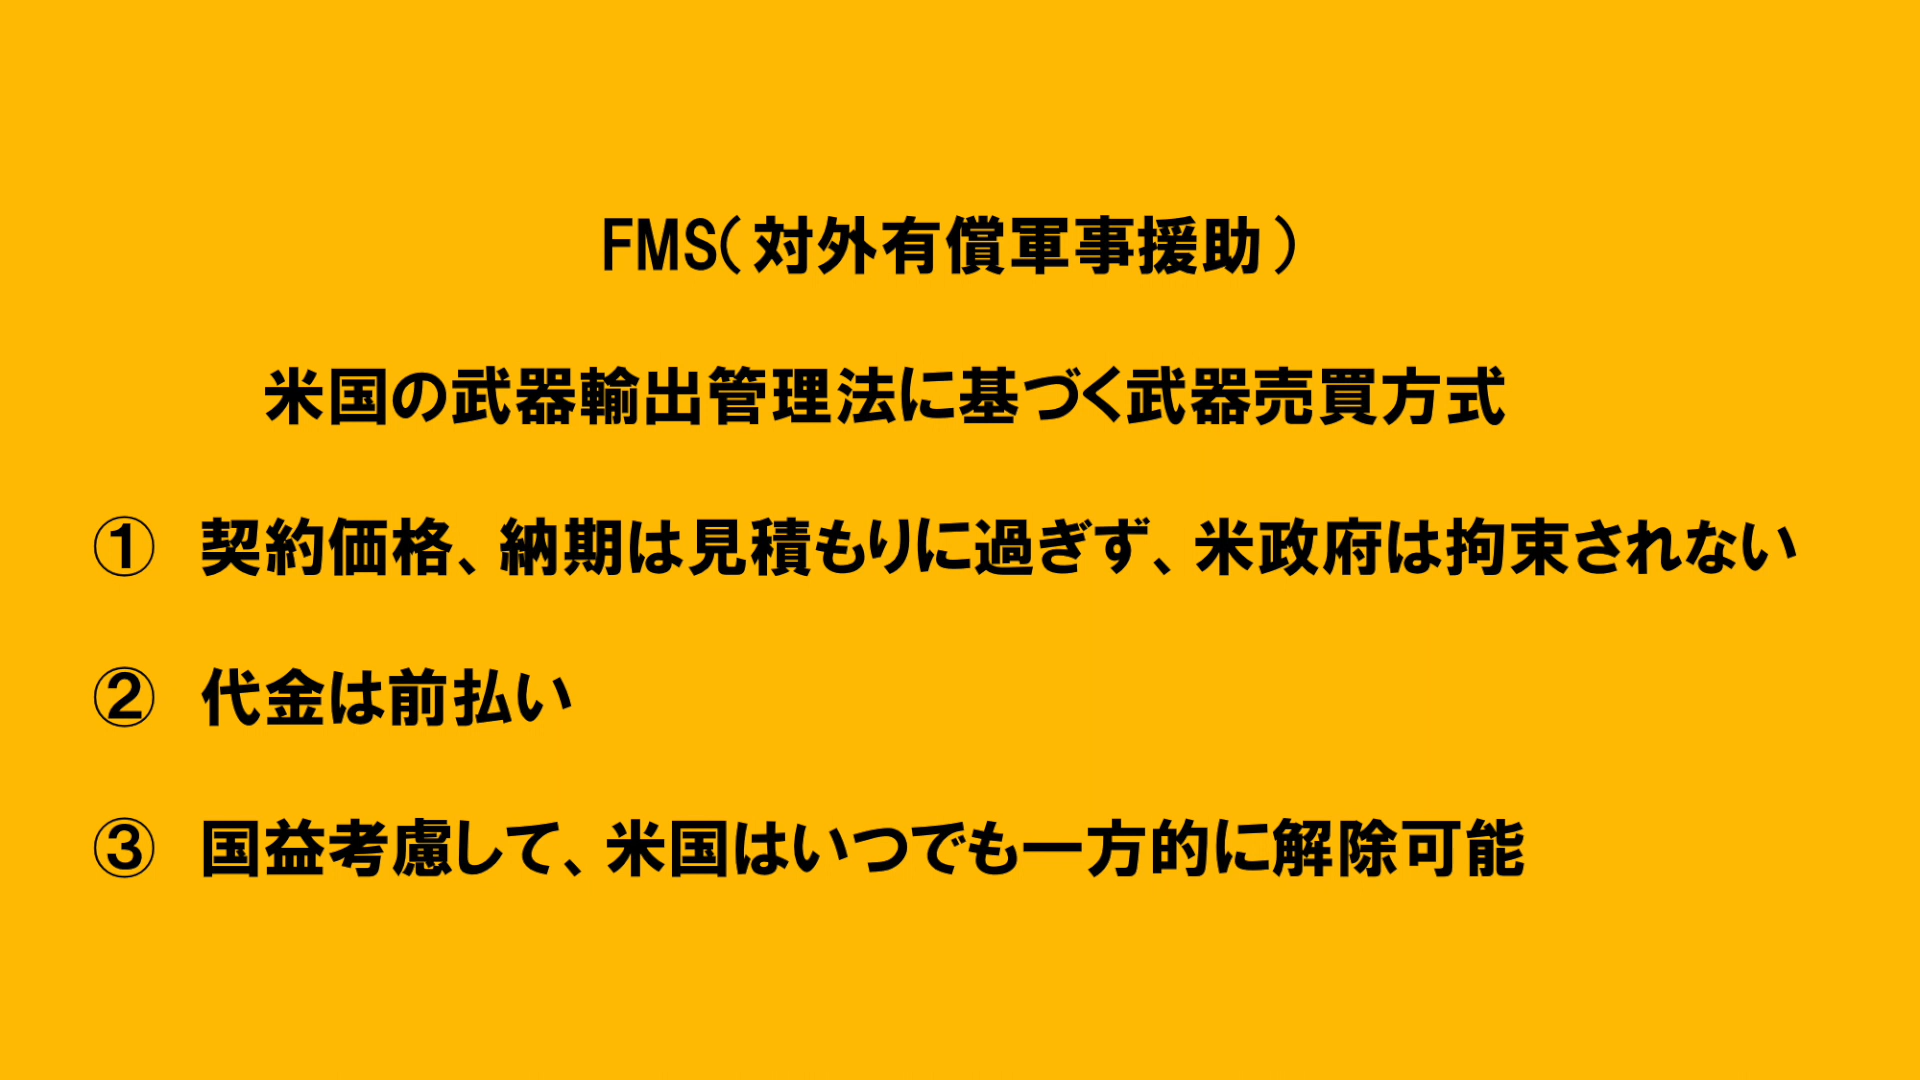 FMS(対外有償軍事援助)
米国の武器輸出管理法に基づく武器売買方式
① 契約価格、納期は見積もりに過ぎず、米政府は拘束されない
② 代金は前払い
③ 国益考慮して、米国はいつでも一方的に解除可能